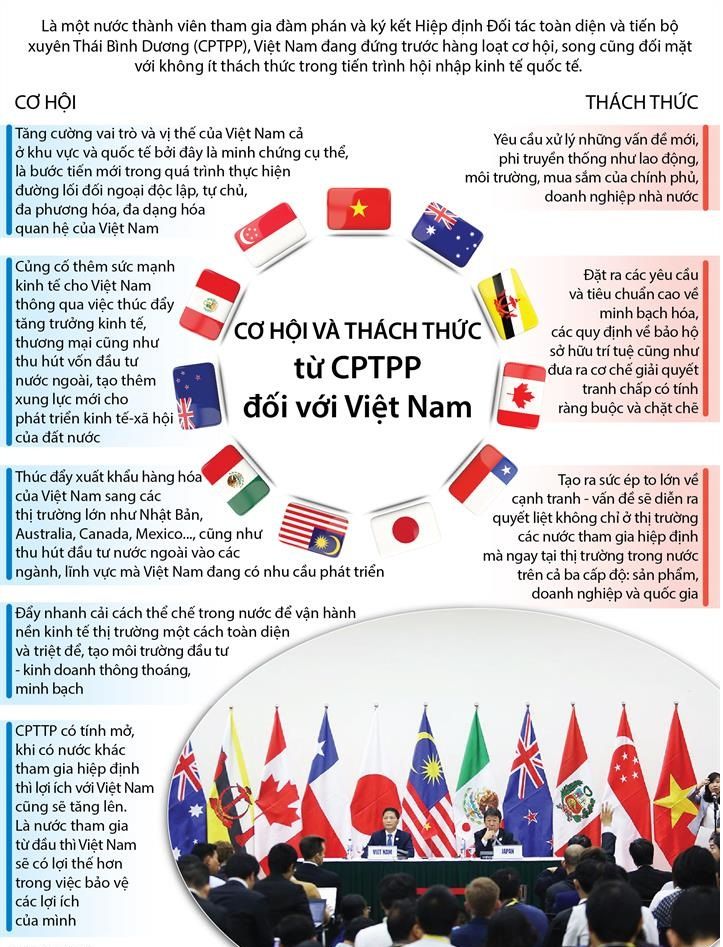 Là một nước thành viên tham gia đàm phán và ký kết Hiệp định Đối tác toàn diện và tiến bộ
xuyên Thái Bình Dương (CPTPP), Việt Nam đang đứng trước hàng loạt cơ hội, song cũng đối mặt
với không ít thách thức trong tiến trình hội nhập kinh tế quốc tế.
CƠ HỘI
Tăng cường vai trò và vị thế của Việt Nam cả
ở khu vực và quốc tế bởi đây là minh chứng cụ thể,
là bước tiến mới trong quá trình thực hiện
đường lối đối ngoại độc lập, tự chủ,
đa phương hóa, đa dạng hóa
quan hệ của Việt Nam
Củng cố thêm sức mạnh
kinh tế cho Việt Nam
thông qua việc thúc đẩy
tăng trưởng kinh tế,
thương mại cũng như
thu hút vốn đầu tư
nước ngoài, tạo thêm
xung lực mới cho
phát triển kinh tế-xã hội
của đất nước
Thúc đẩy xuất khẩu hàng hóa
của Việt Nam sang các
thị trường lớn như Nhật Bản,
Australia, Canada, Mexico..., cũng như
thu hút đầu tư nước ngoài vào các
ngành, lĩnh vực mà Việt Nam đang có nhu cầu phát triển
Đẩy nhanh cải cách thể chế trong nước để vận hành
nền kinh tế thị trường một cách toàn diện
và triệt để, tạo môi trường đầu tư
- kinh doanh thông thoáng,
minh bạch
CPTTP có tính mở,
khi có nước khác
tham gia hiệp định
thì lợi ích với Việt Nam
cũng sẽ tăng lên.
Là nước tham gia
từ đầu thì Việt Nam
sẽ có lợi thế hơn
trong việc bảo vệ
các lợi ích
của mình
CƠ HỘI VÀ THÁCH THỨC
từ CPTPP
đối với Việt Nam
THÁCH THỨC
Yêu cầu xử lý những vấn đề mới,
phi truyền thống như lao động,
môi trường, mua sắm của chính phủ,
doanh nghiệp nhà nước
Đặt ra các yêu cầu
và tiêu chuẩn cao về
minh bạch hóa,
các quy định về bảo hộ
sở hữu trí tuệ cũng như
đưa ra cơ chế giải quyết
tranh chấp có tính
ràng buộc và chặt chẽ
Tạo ra sức ép to lớn về
cạnh tranh - vấn đề sẽ diễn ra
quyết liệt không chỉ ở thị trường
các nước tham gia hiệp định
mà ngay tại thị trường trong nước
trên cả ba cấp độ: sản phẩm,
doanh nghiệp và quốc gia
VIET NAM
JAPAN